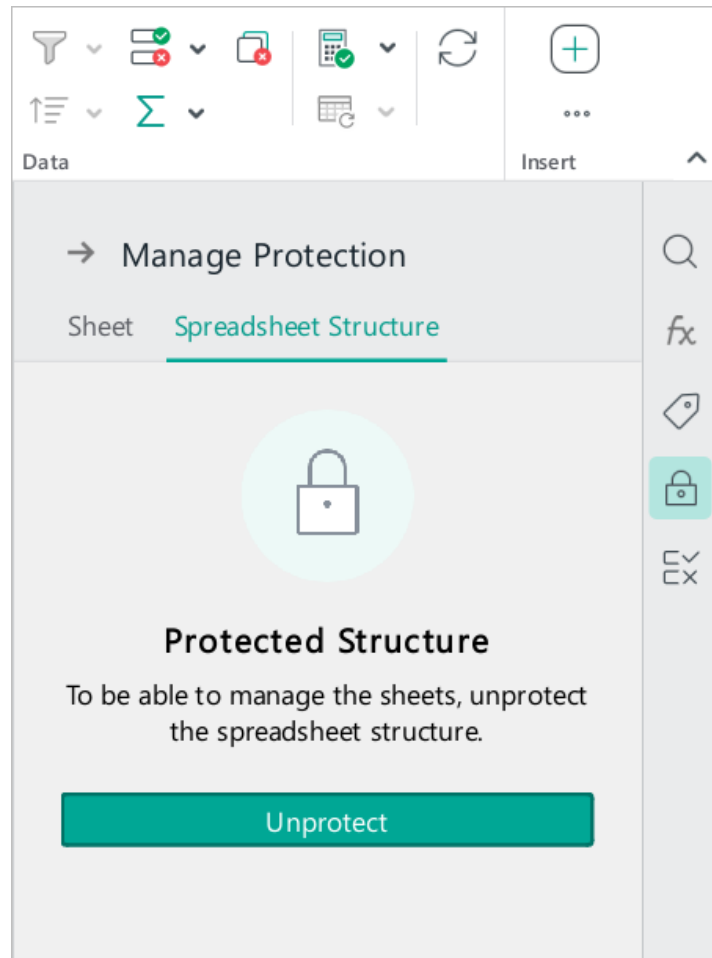 Data
Insert
Manage Protection
Sheet
Spreadsheet Structure
fx
Protected Structure
To be able to manage the sheets, unprotect
the spreadsheet structure.
Unprotect